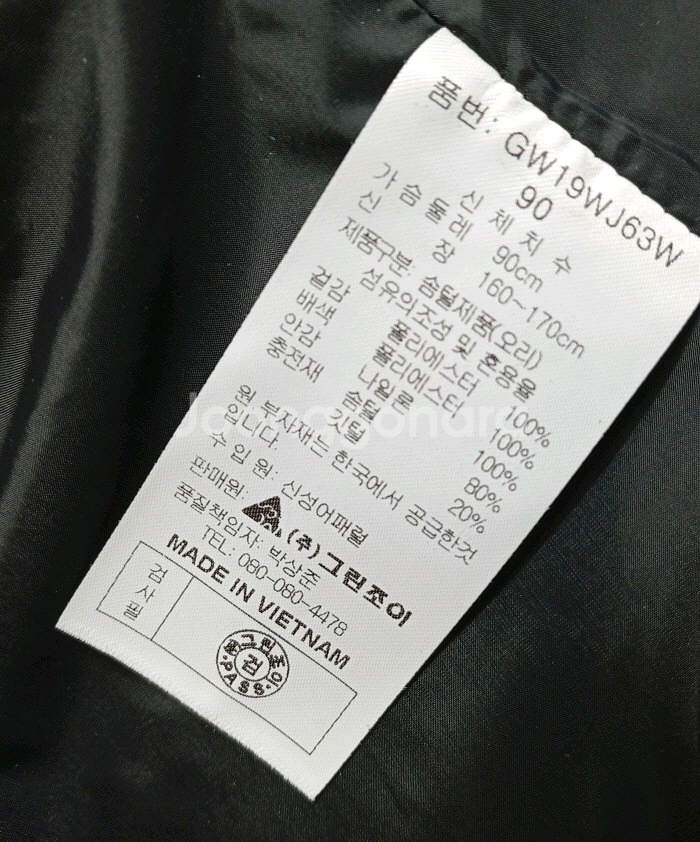 품번: GW19WJ63W
90
신 체 치 수
가 슴 둘 레 90cm
신 장 160~170cm
제품구분: 솜털제품(오리)
섬유의조성 및 혼용율
겉감 폴리에스터 100%
배색 폴리에스터 100%
안감 나일론 100%
충전재 솜털 80%
깃털 20%
원 부자재는 한국에서 공급한것
입니다.
수 입 원: 신성어패럴
판매원: (주)그린조이
품질책임자: 박상준
TEL: 080-080-4478
MADE IN VIETNAM
검사필
그린조이
품 검
PASS